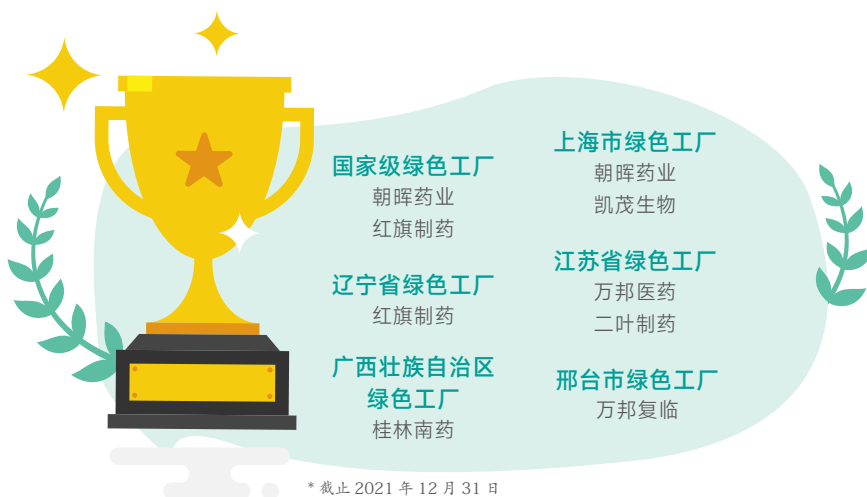 国家级绿色工厂
朝晖药业
红旗制药
辽宁省绿色工厂
红旗制药
广西壮族自治区
绿色工厂
桂林南药
上海市绿色工厂
朝晖药业
凯茂生物
江苏省绿色工厂
万邦医药
二叶制药
邢台市绿色工厂
万邦复临
* 截止 2021 年 12 月 31 日